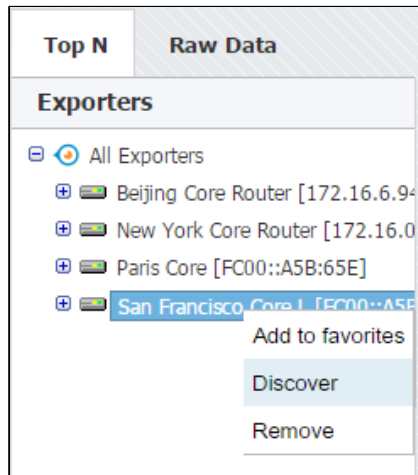 Top N Raw Data
Exporters
All Exporters
Beijing Core Router [172.16.6.94
New York Core Router [172.16.0
Paris Core [FC00::A5B:65E]
San Francisco Core I [FC00::A5B
Add to favorites
Discover
Remove